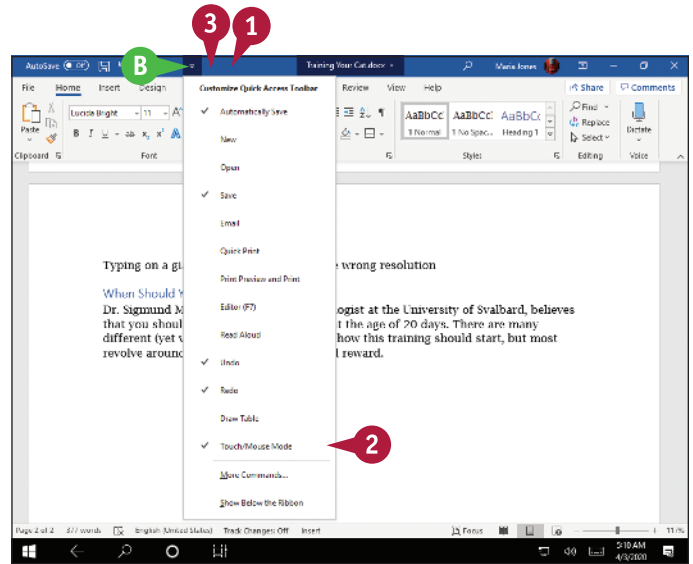 3 1
B
AutoSave Off Training Your Cat.docx Maria Jones
File Home Insert Design Review View Help Share Comments
Customize Quick Access Toolbar
Automatically Save
New
Open
Save
Email
Quick Print
Print Preview and Print
Editor (F7)
Read Aloud
Undo
Redo
Draw Table
Touch/Mouse Mode
2
More Commands...
Show Below the Ribbon
Paste
Clipboard
Lucida Bright 11 A
B I U ab x₂ x² A
Font
AaBbCc AaBbCc AaBbCc
1 Normal 1 No Spac... Heading 1
Styles
Find
Replace
Select
Editing
Dictate
Voice
Typing on a gi
wrong resolution
When Should Y
Dr. Sigmund M
ogist at the University of Svalbard, believes
that you shoul
t the age of 20 days. There are many
different (yet
how this training should start, but most
revolve around
reward.
Page 2 of 2 377 words English (United States) Track Changes: Off Insert Focus
5:10 AM
4/3/2020